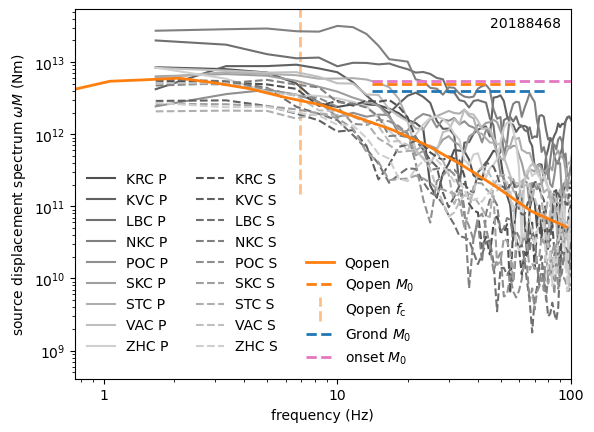 20188468
source displacement spectrum ωM (Nm)
10¹³
10¹²
10¹¹
10¹⁰
10⁹
KRC P
KVC P
LBC P
NKC P
POC P
SKC P
STC P
VAC P
ZHC P
KRC S
KVC S
LBC S
NKC S
POC S
SKC S
STC S
VAC S
ZHC S
Qopen
Qopen M₀
Qopen f_c
Grond M₀
onset M₀
1
10
100
frequency (Hz)